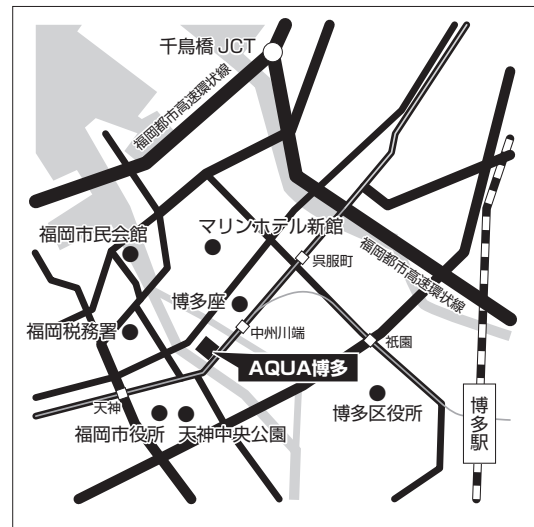 千鳥橋 JCT
福岡都市高速環状線
福岡市民会館
マリンホテル新館
呉服町
福岡都市高速環状線
博多座
福岡税務署
中州川端
祇園
AQUA博多
天神
博多区役所
博多駅
福岡市役所
天神中央公園